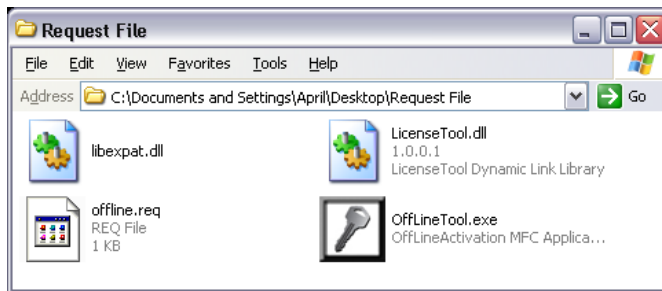 Request File
File Edit View Favorites Tools Help
Address C:\Documents and Settings\April\Desktop\Request File Go
libexpat.dll
LicenseTool.dll
1.0.0.1
LicenseTool Dynamic Link Library
offline.req
REQ File
1 KB
OffLineTool.exe
OffLineActivation MFC Applica...